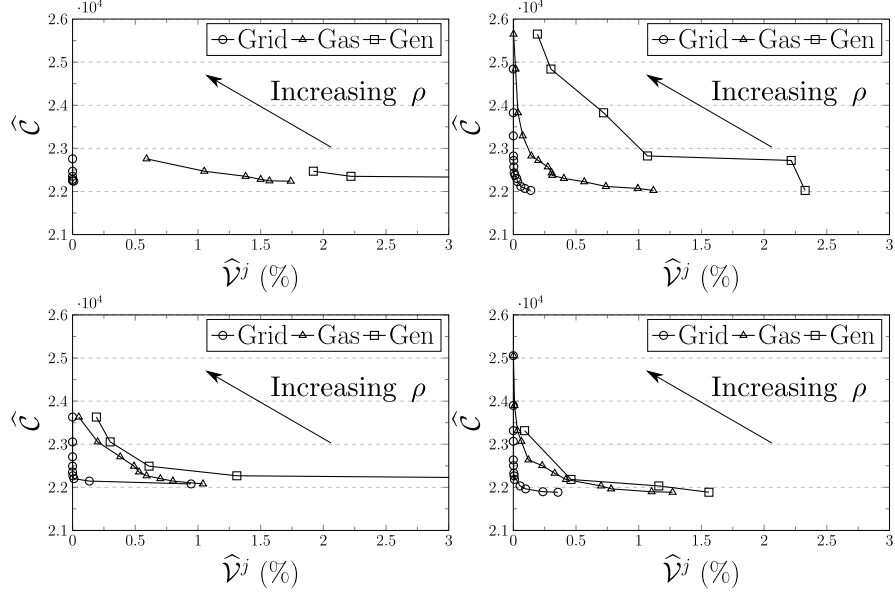 ·10⁴
2.6
2.5
2.4
2.3
2.2
2.1
Ĉ
Grid Gas Gen
Increasing ρ
0 0.5 1 1.5 2 2.5 3
V̂ʲ (%)
·10⁴
2.6
2.5
2.4
2.3
2.2
2.1
Ĉ
Grid Gas Gen
Increasing ρ
0 0.5 1 1.5 2 2.5 3
V̂ʲ (%)
·10⁴
2.6
2.5
2.4
2.3
2.2
2.1
Ĉ
Grid Gas Gen
Increasing ρ
0 0.5 1 1.5 2 2.5 3
V̂ʲ (%)
·10⁴
2.6
2.5
2.4
2.3
2.2
2.1
Ĉ
Grid Gas Gen
Increasing ρ
0 0.5 1 1.5 2 2.5 3
V̂ʲ (%)